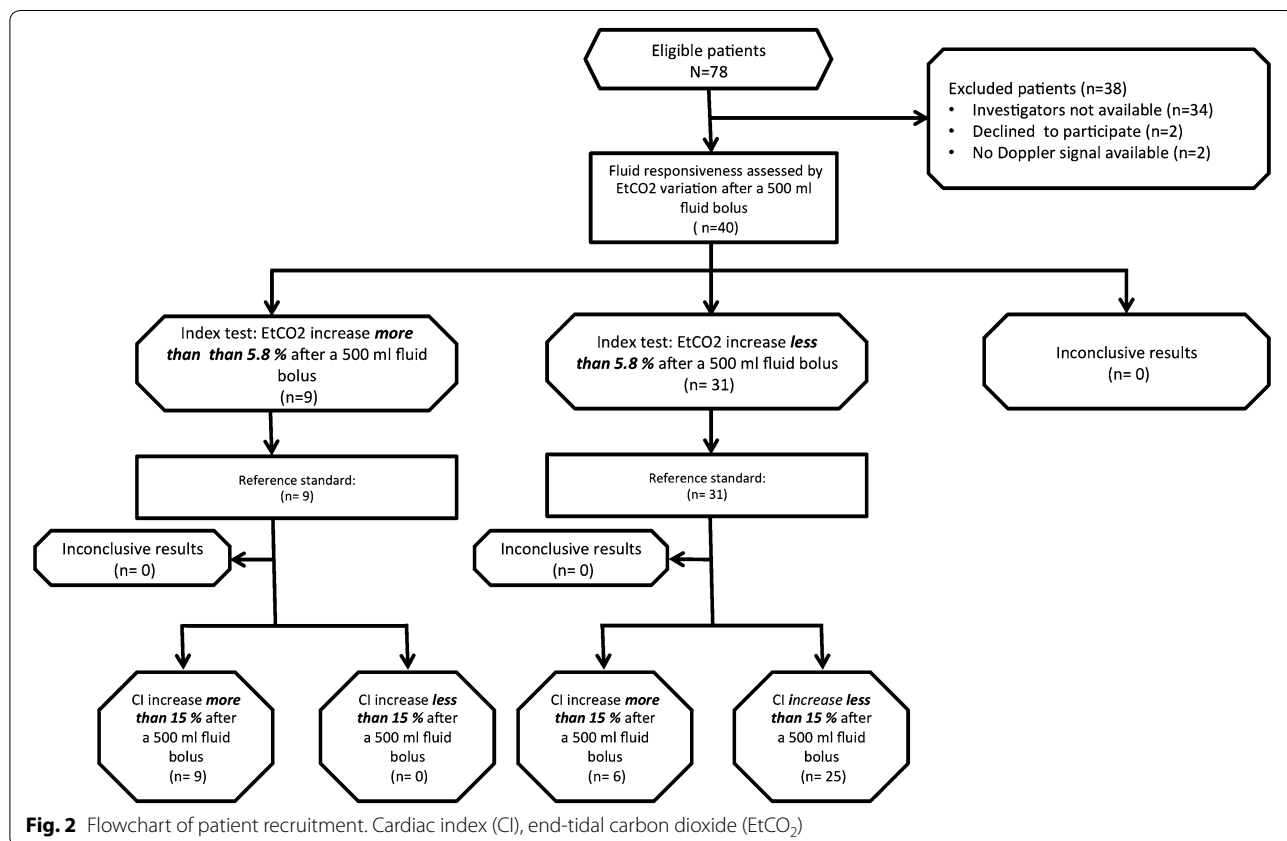 Eligible patients
N=78
Excluded patients (n=38)
• Investigators not available (n=34)
• Declined to participate (n=2)
• No Doppler signal available (n=2)
Fluid responsiveness assessed by
EtCO2 variation after a 500 ml
fluid bolus
( n=40)
Index test: EtCO2 increase more
than than 5.8 % after a 500 ml fluid
bolus
(n=9)
Index test: EtCO2 increase less
than 5.8 % after a 500 ml fluid bolus
(n= 31)
Inconclusive results
(n= 0)
Reference standard:
(n= 9)
Reference standard:
(n= 31)
Inconclusive results
(n= 0)
Inconclusive results
(n= 0)
CI increase more
than 15 % after
a 500 ml fluid
bolus
(n= 9)
CI increase less
than 15 % after
a 500 ml fluid
bolus
(n= 0)
CI increase more
than 15 % after
a 500 ml fluid
bolus
(n= 6)
CI increase less
than 15 % after
a 500 ml fluid
bolus
(n= 25)
Fig. 2 Flowchart of patient recruitment. Cardiac index (CI), end-tidal carbon dioxide (EtCO₂)